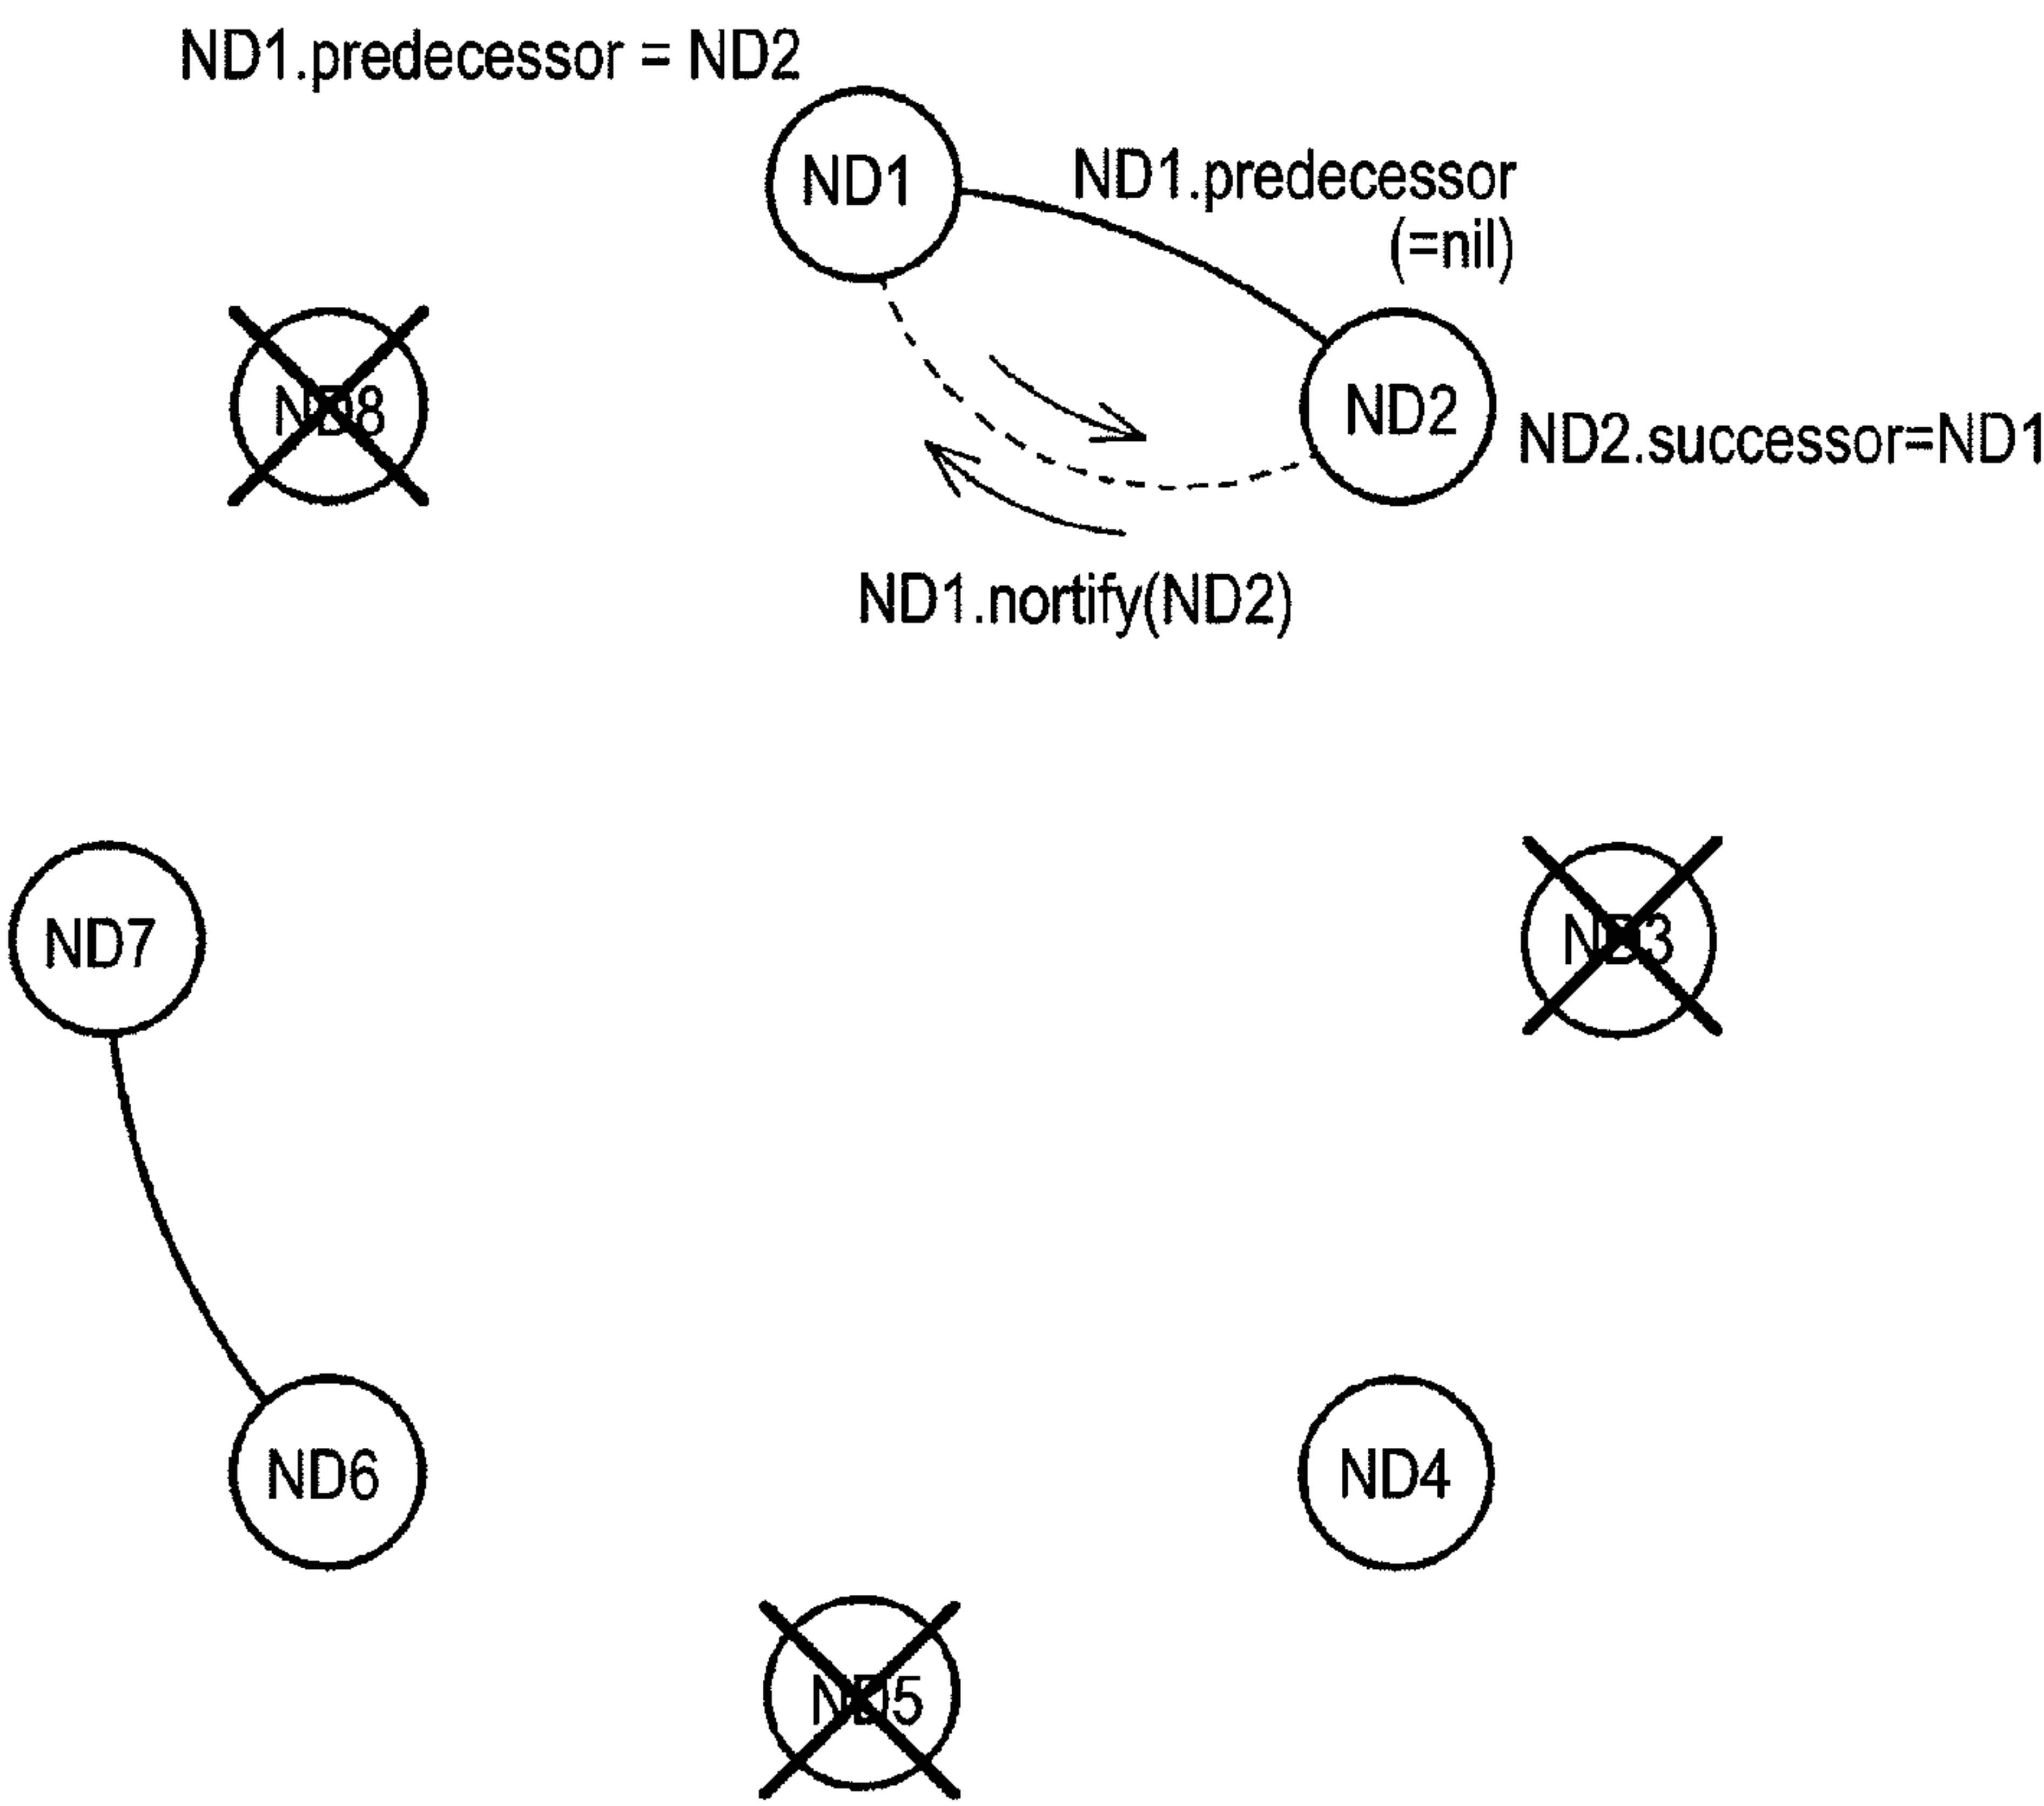 ND1.predecessor = ND2
ND1
ND1.predecessor
(=nil)
ND8
ND2
ND2.successor=ND1
ND1.nortify(ND2)
ND7
ND3
ND6
ND4
ND5